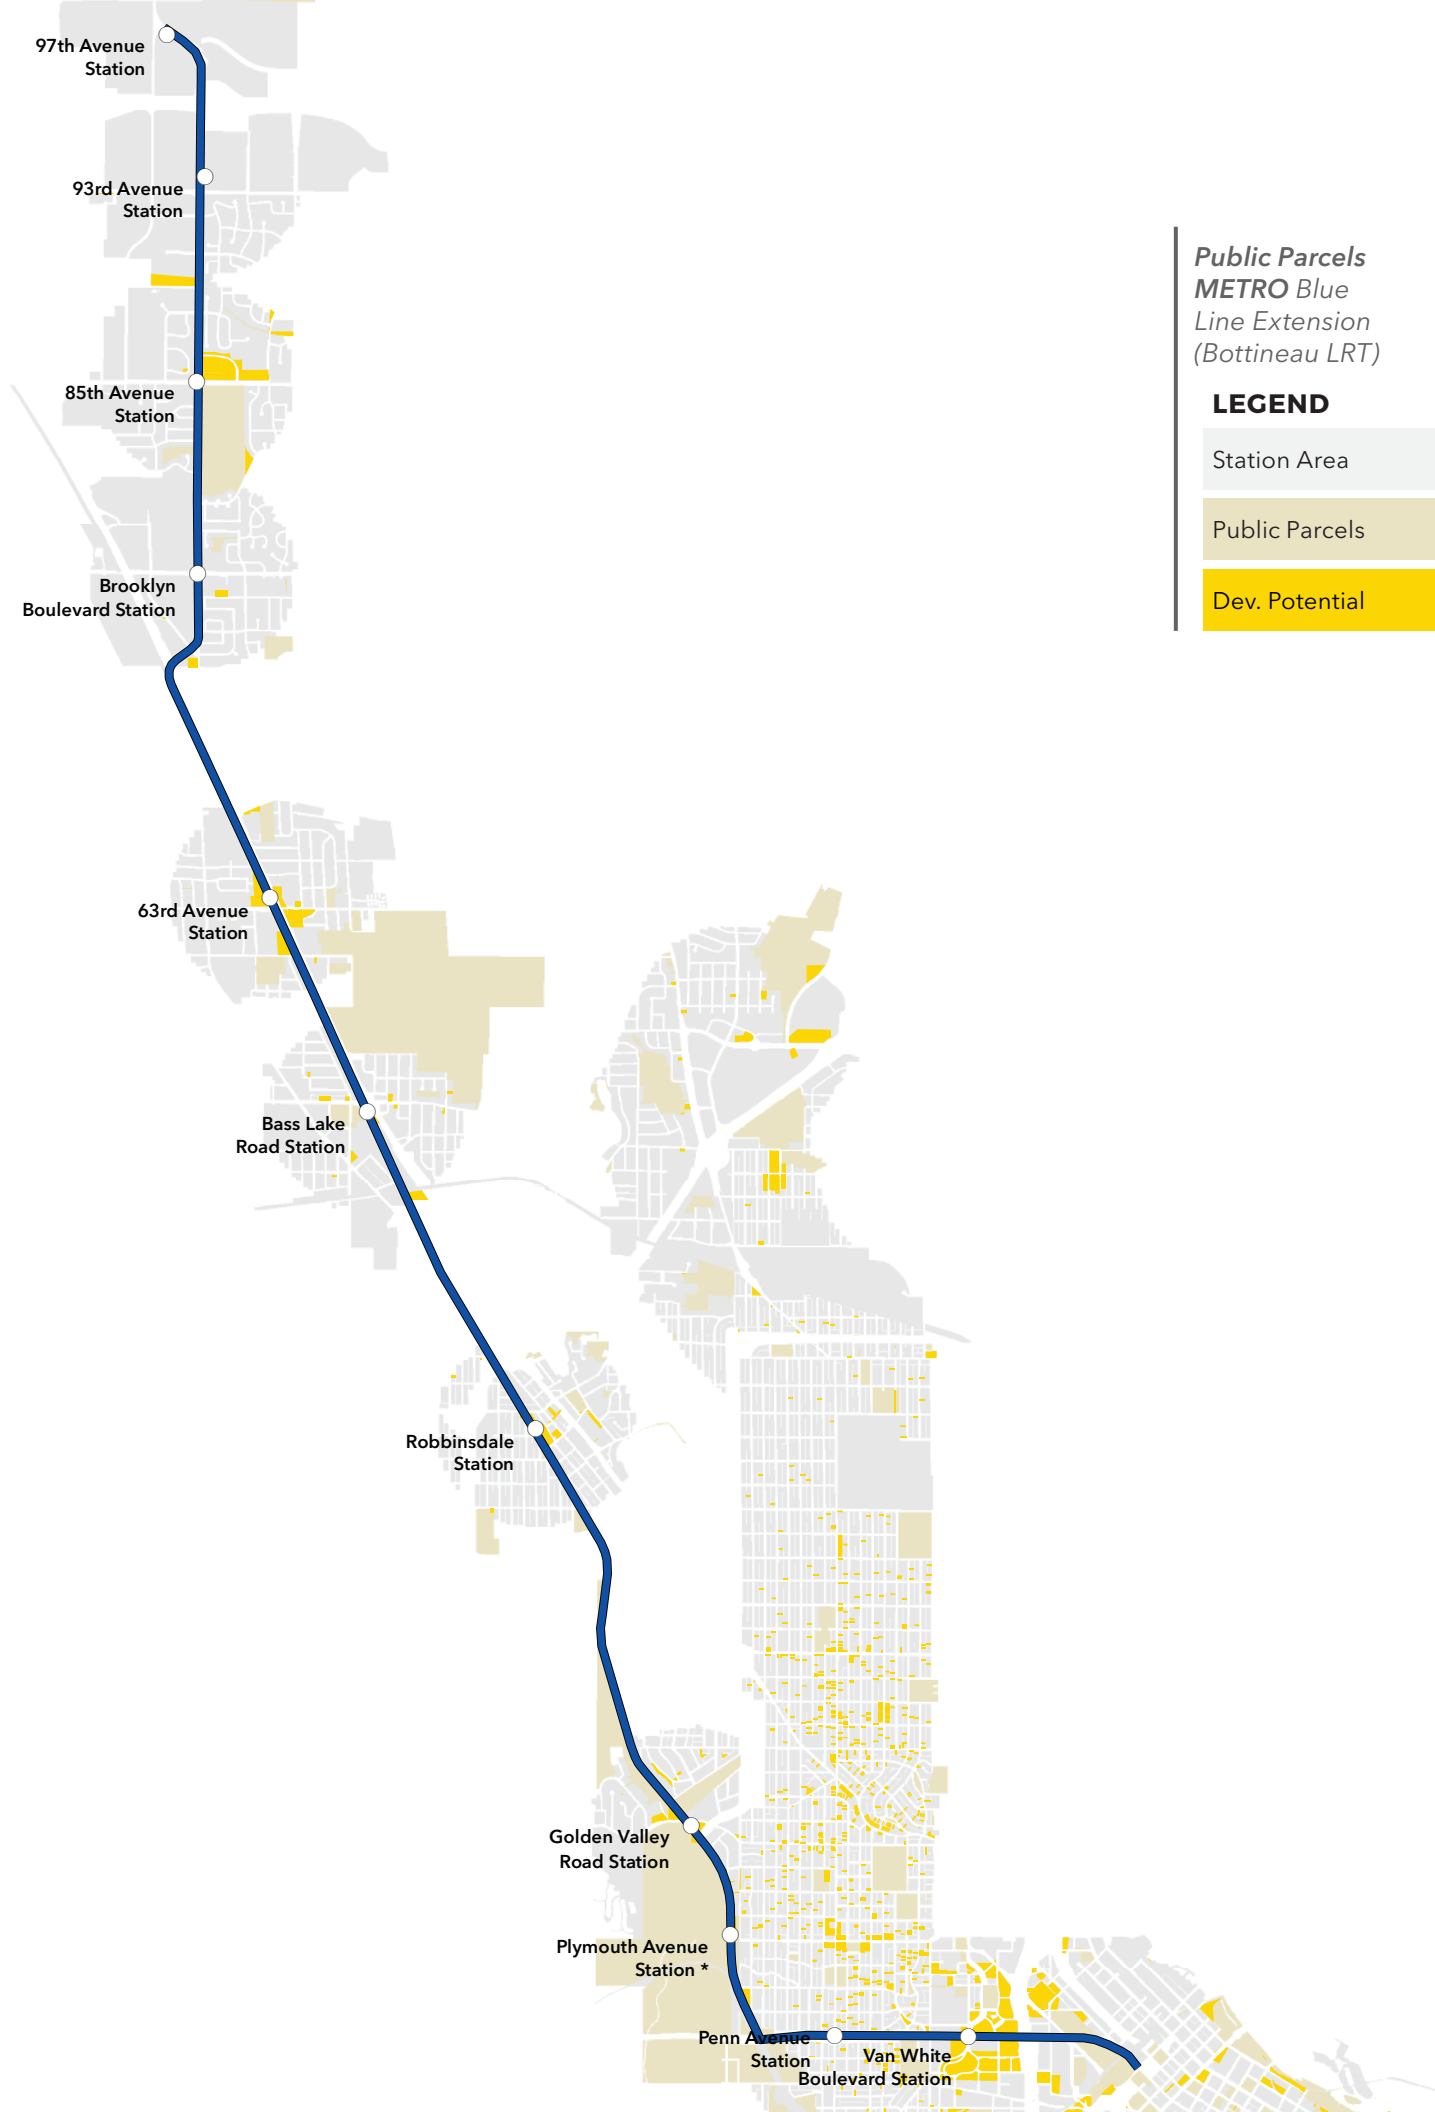 97th Avenue
Station
93rd Avenue
Station
Public Parcels
METRO Blue
Line Extension
(Bottineau LRT)
LEGEND
Station Area
Public Parcels
Dev. Potential
85th Avenue
Station
Brooklyn
Boulevard Station
63rd Avenue
Station
Bass Lake
Road Station
Robbinsdale
Station
Golden Valley
Road Station
Plymouth Avenue
Station *
Penn Avenue
Station
Van White
Boulevard Station